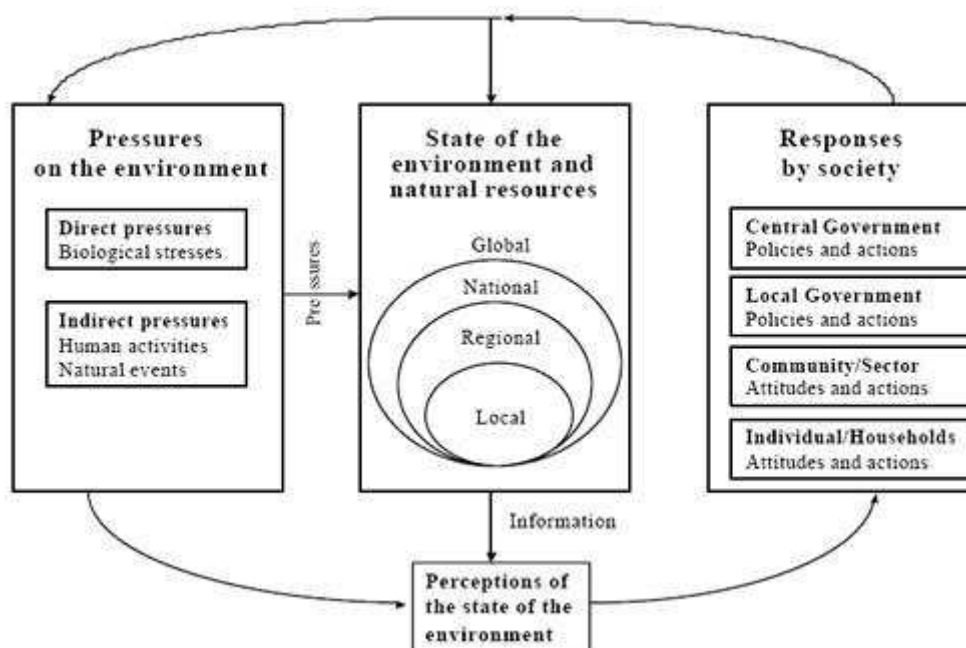 Pressures
on the environment
Direct pressures
Biological stresses
Indirect pressures
Human activities
Natural events
Pressures
State of the
environment and
natural resources
Global
National
Regional
Local
Information
Perceptions of
the state of the
environment
Responses
by society
Central Government
Policies and actions
Local Government
Policies and actions
Community/Sector
Attitudes and actions
Individual/Households
Attitudes and actions